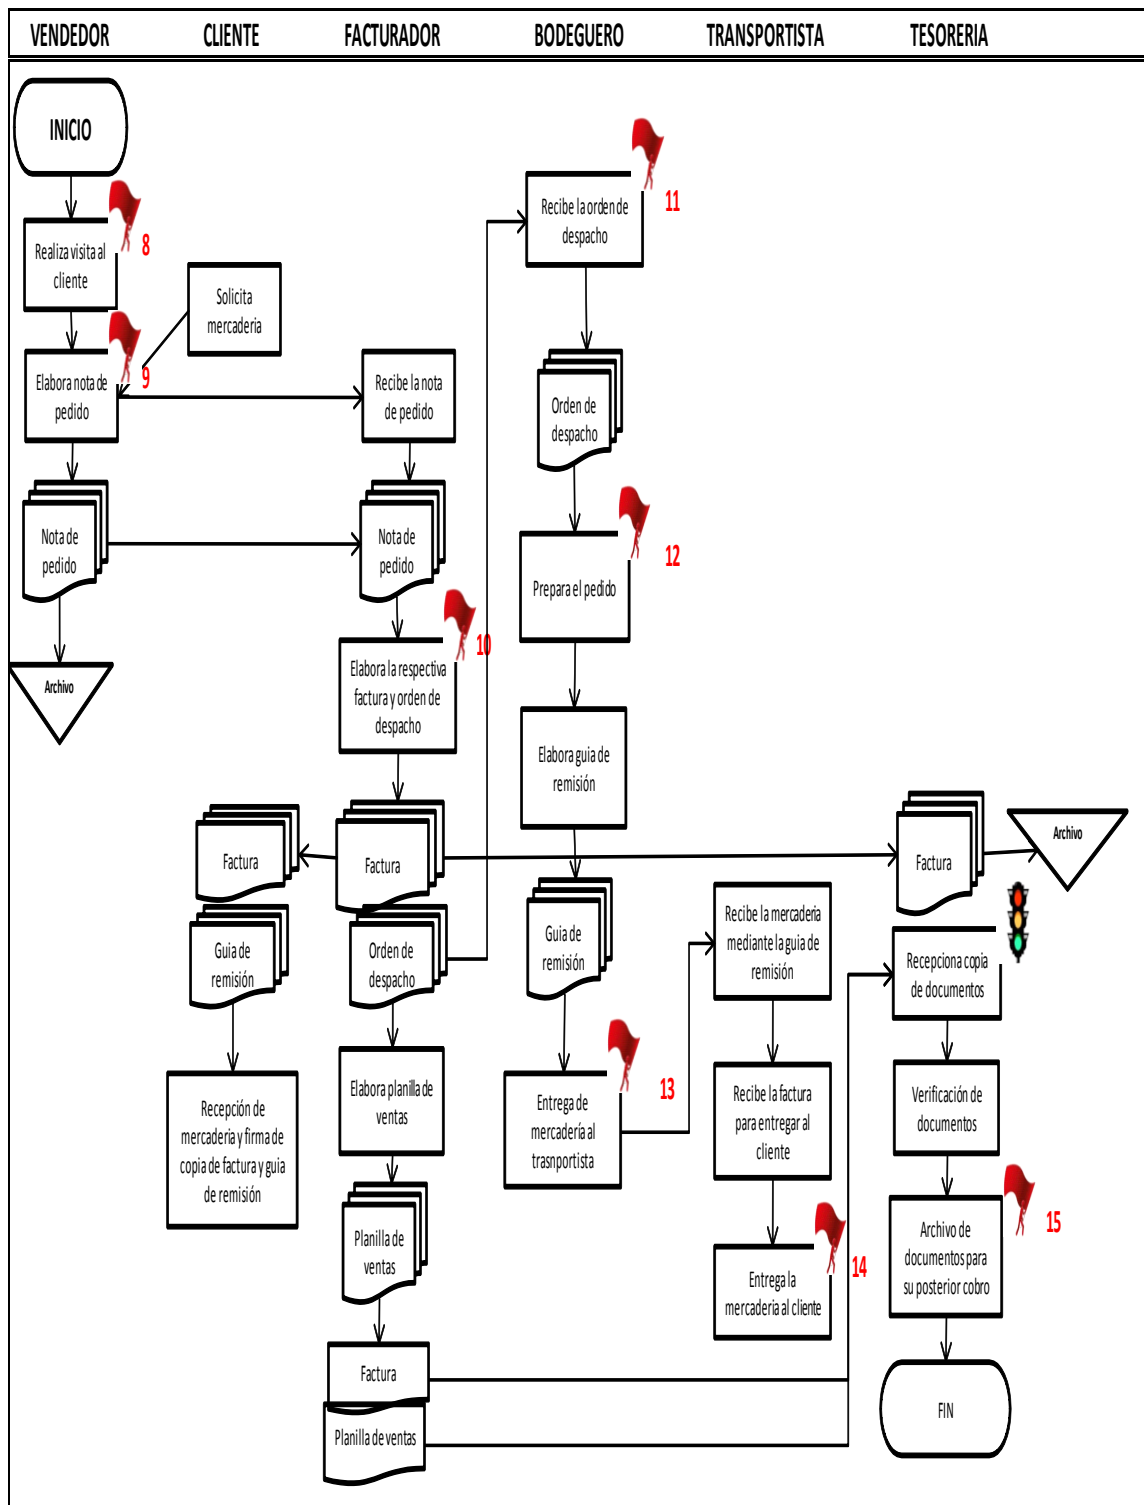 VENDEDOR
CLIENTE
FACTURADOR
BODEGUERO
TRANSPORTISTA
TESORERIA
INICIO
8
Realiza visita al
cliente
Solicita
mercaderia
9
Elabora nota de
pedido
Nota de
pedido
Archivo
Recibe la nota
de pedido
Nota de
pedido
10
Elabora la respectiva
factura y orden de
despacho
Factura
Factura
Guia de
remisión
Recepción de
mercaderia y firma de
copia de factura y guia
de remisión
Orden de
despacho
Elabora planilla de
ventas
Planilla de
ventas
Factura
Planilla de ventas
11
Recibe la orden de
despacho
Orden de
despacho
12
Prepara el pedido
Elabora guia de
remisión
Guia de
remisión
13
Entrega de
mercadería al
trasnportista
Recibe la mercaderia
mediante la guia de
remisión
Recibe la factura
para entregar al
cliente
14
Entrega la
mercaderia al cliente
Factura
Archivo
Recepciona copia
de documentos
Verificación de
documentos
15
Archivo de
documentos para
su posterior cobro
FIN